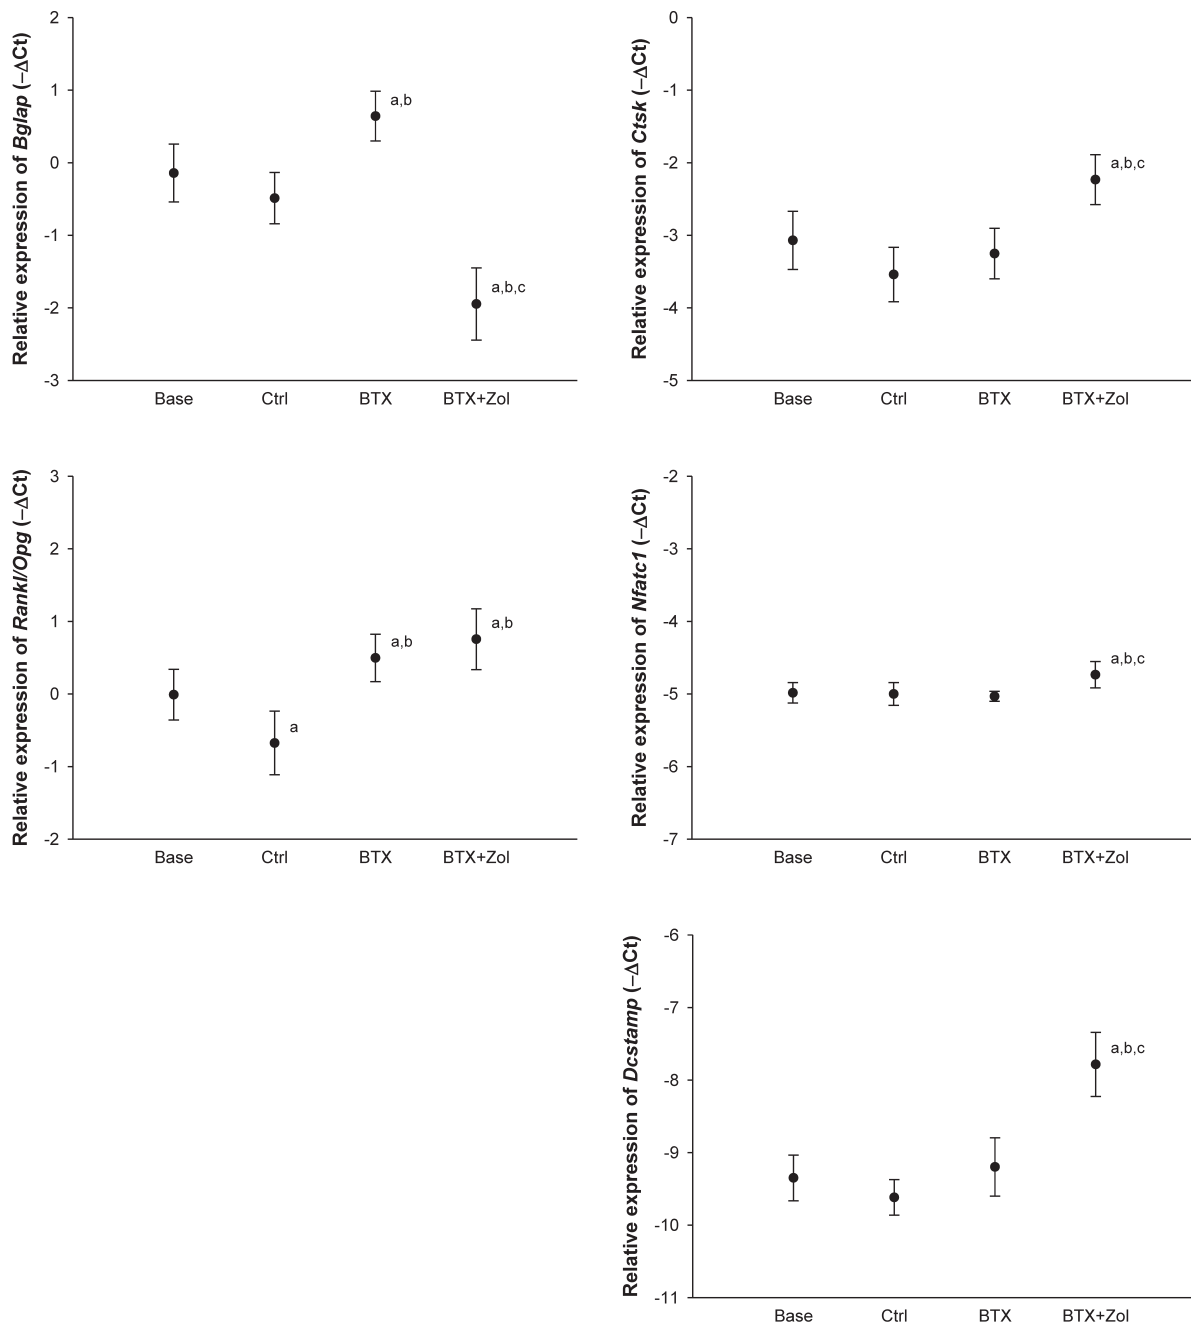 Relative expression of Bglap (−ΔCt)
2
1
0
-1
-2
-3
a,b
a,b,c
Base Ctrl BTX BTX+Zol
Relative expression of Ctsk (−ΔCt)
0
-1
-2
-3
-4
-5
a,b,c
Base Ctrl BTX BTX+Zol
Relative expression of Rankl/Opg (−ΔCt)
3
2
1
0
-1
-2
a
a,b
a,b
Base Ctrl BTX BTX+Zol
Relative expression of Nfatc1 (−ΔCt)
-2
-3
-4
-5
-6
-7
a,b,c
Base Ctrl BTX BTX+Zol
Relative expression of Dcstamp (−ΔCt)
-6
-7
-8
-9
-10
-11
a,b,c
Base Ctrl BTX BTX+Zol